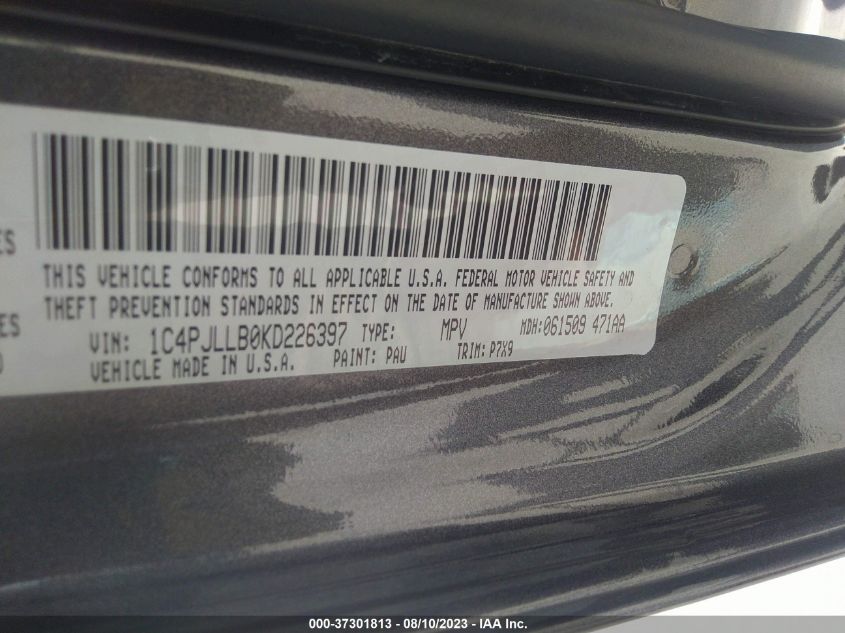 ES
THIS VEHICLE CONFORMS TO ALL APPLICABLE U.S.A. FEDERAL MOTOR VEHICLE SAFETY AND
THEFT PREVENTION STANDARDS IN EFFECT ON THE DATE OF MANUFACTURE SHOWN ABOVE.
ES
VIN: 1C4PJLLB0KD226397 TYPE: MPV MDH: 061509 471AA
VEHICLE MADE IN U.S.A. PAINT: PAU TRIM: P7X9
000-37301813 - 08/10/2023 - IAA Inc.